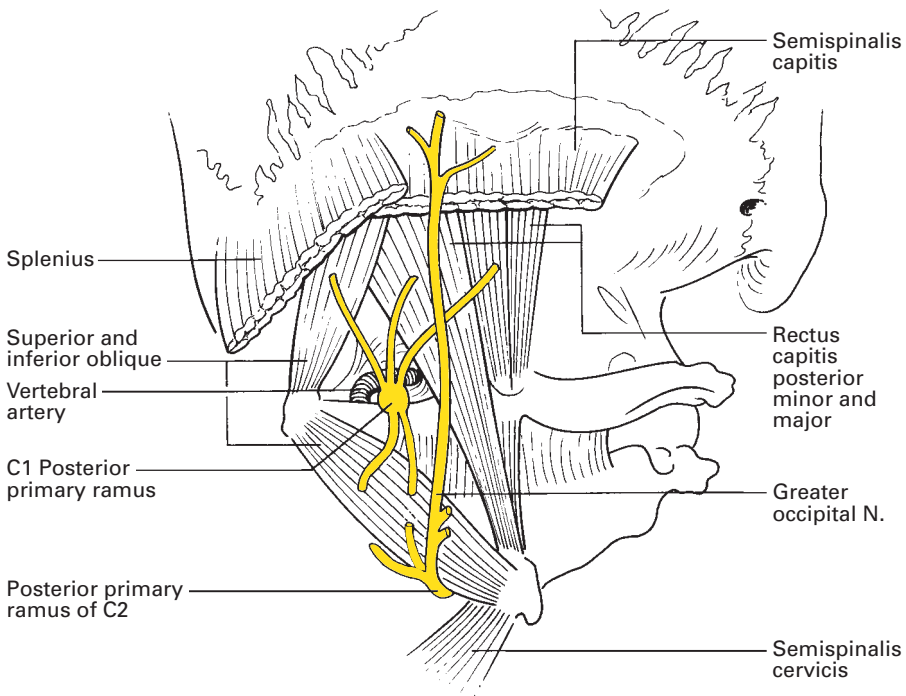 Semispinalis
capitis
Splenius
Superior and
inferior oblique
Vertebral
artery
C1 Posterior
primary ramus
Posterior primary
ramus of C2
Rectus
capitis
posterior
minor and
major
Greater
occipital N.
Semispinalis
cervicis